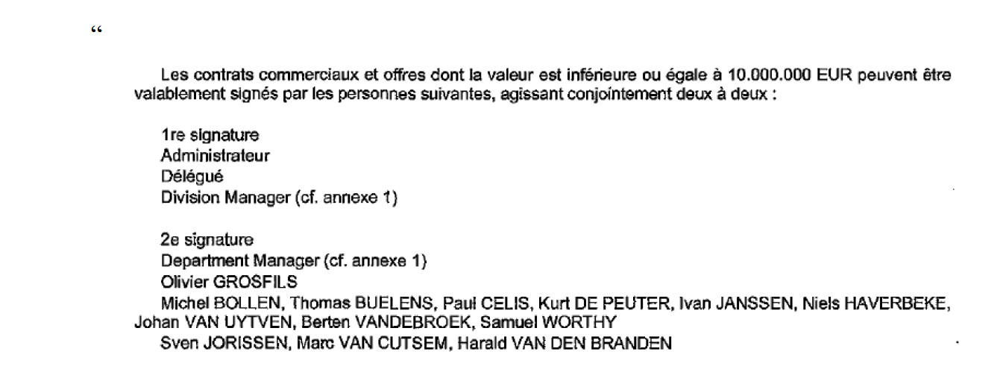 “
Les contrats commerciaux et offres dont la valeur est inférieure ou égale à 10.000.000 EUR peuvent être
valablement signés par les personnes suivantes, agissant conjointement deux à deux :
1re signature
Administrateur
Délégué
Division Manager (cf. annexe 1)
2e signature
Department Manager (cf. annexe 1)
Olivier GROSFILS
Michel BOLLEN, Thomas BUELENS, Paul CELIS, Kurt DE PEUTER, Ivan JANSSEN, Niels HAVERBEKE,
Johan VAN UYTVEN, Berten VANDEBROEK, Samuel WORTHY
Sven JORISSEN, Marc VAN CUTSEM, Harald VAN DEN BRANDEN